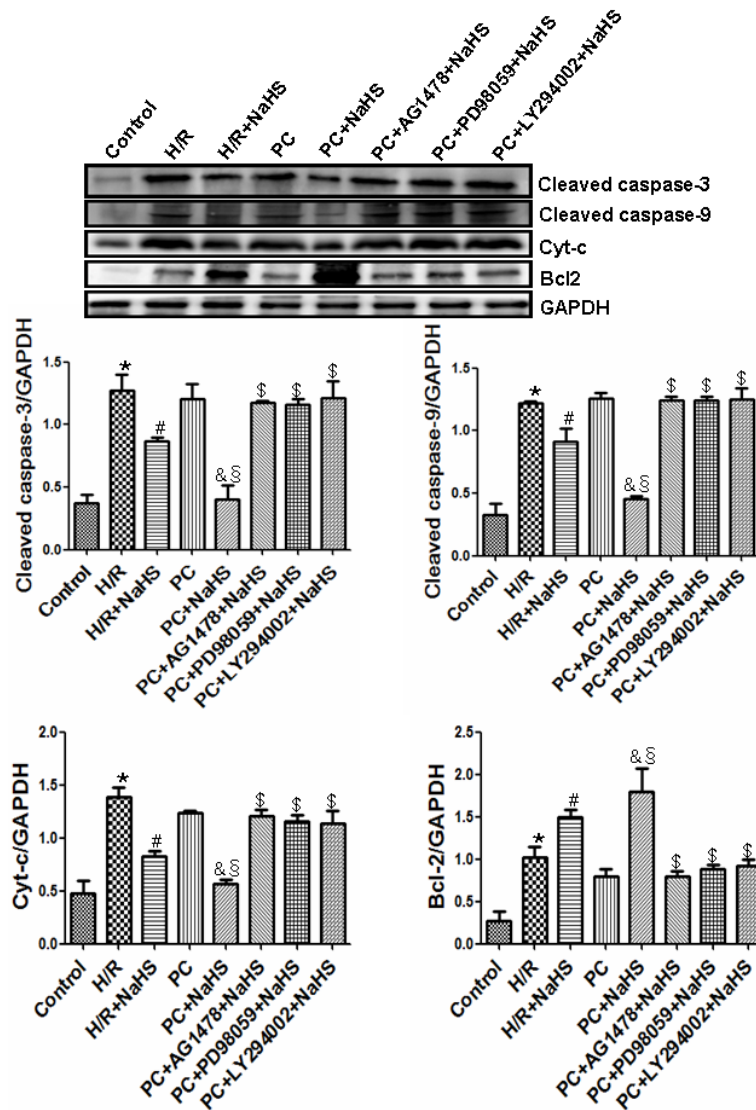 Control
H/R
H/R+NaHS
PC
PC+NaHS
PC+AG1478+NaHS
PC+PD98059+NaHS
PC+LY294002+NaHS
Cleaved caspase-3
Cleaved caspase-9
Cyt-c
Bcl2
GAPDH
Cleaved caspase-3/GAPDH
1.5
1.0
0.5
0.0
*
#
&§
$
$
$
Control
H/R
H/R+NaHS
PC
PC+NaHS
PC+AG1478+NaHS
PC+PD98059+NaHS
PC+LY294002+NaHS
Cleaved caspase-9/GAPDH
1.5
1.0
0.5
0.0
*
#
&§
$
$
$
Control
H/R
H/R+NaHS
PC
PC+NaHS
PC+AG1478+NaHS
PC+PD98059+NaHS
PC+LY294002+NaHS
Cyt-c/GAPDH
2.0
1.5
1.0
0.5
0.0
*
#
&§
$
$
$
Control
H/R
H/R+NaHS
PC
PC+NaHS
PC+AG1478+NaHS
PC+PD98059+NaHS
PC+LY294002+NaHS
Bcl-2/GAPDH
2.5
2.0
1.5
1.0
0.5
0.0
*
#
&§
$
$
$
Control
H/R
H/R+NaHS
PC
PC+NaHS
PC+AG1478+NaHS
PC+PD98059+NaHS
PC+LY294002+NaHS